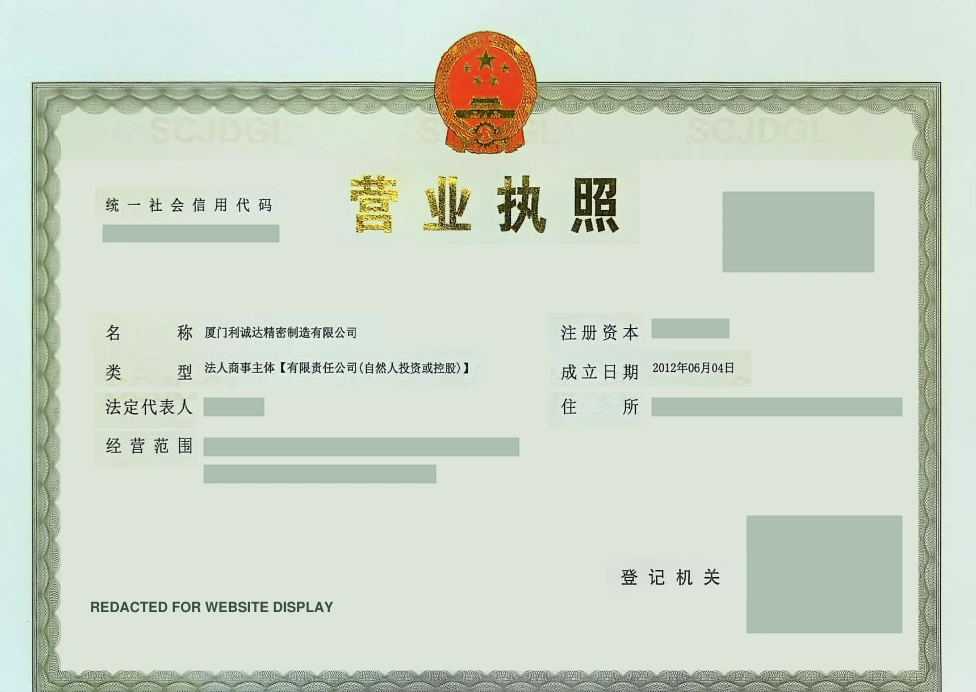 SCJDGL SCJDGL SCJDGL
营业执照
统一社会信用代码
名称 厦门利诚达精密制造有限公司
注册资本
类型 法人商事主体【有限责任公司(自然人投资或控股)】
成立日期 2012年06月04日
法定代表人
住所
经营范围
登记机关
REDACTED FOR WEBSITE DISPLAY